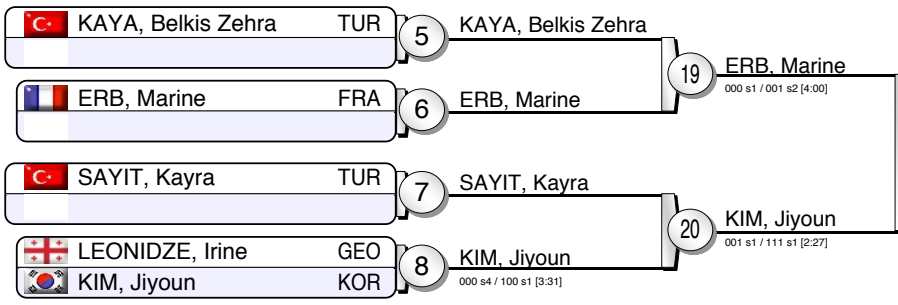 KAYA, Belkis Zehra TUR
5
KAYA, Belkis Zehra
19
ERB, Marine
000 s1 / 001 s2 [4:00]
ERB, Marine FRA
6
ERB, Marine
SAYIT, Kayra TUR
7
SAYIT, Kayra
20
KIM, Jiyoun
001 s1 / 111 s1 [2:27]
LEONIDZE, Irine GEO
KIM, Jiyoun KOR
8
KIM, Jiyoun
000 s4 / 100 s1 [3:31]